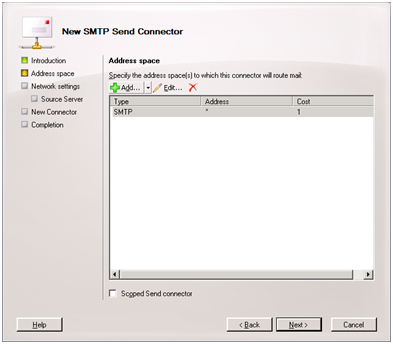 New SMTP Send Connector
Introduction
Address space
Network settings
Source Server
New Connector
Completion
Address space
Specify the address space(s) to which this connector will route mail:
Add... Edit...
Type Address Cost
SMTP * 1
Scoped Send connector
Help < Back Next > Cancel